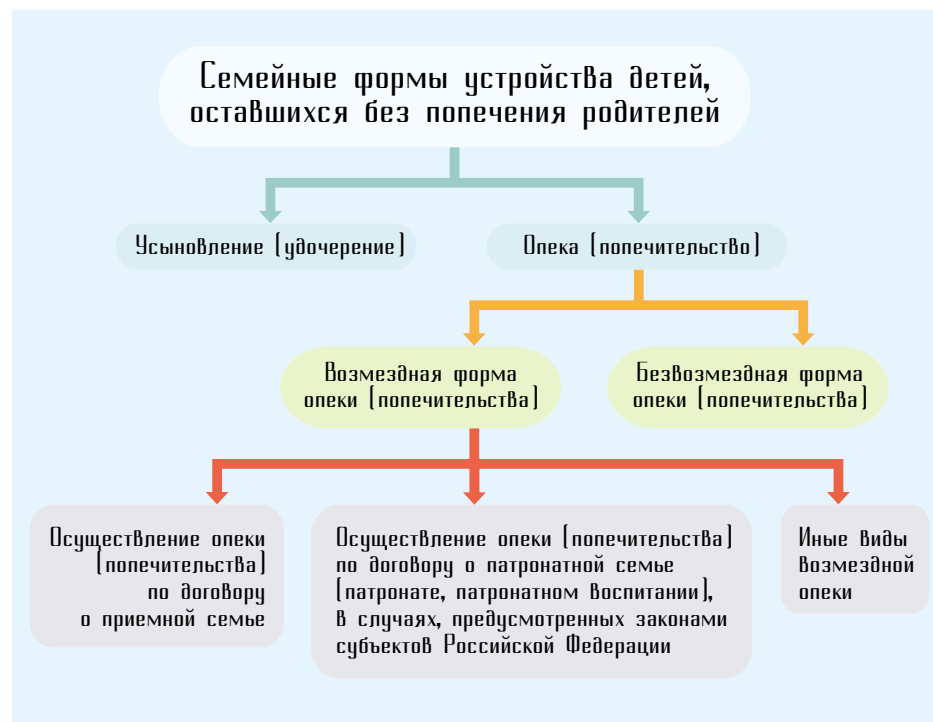 Семейные формы устройства детей,
оставшихся без попечения родителей
Усыновление (удочерение)
Опека (попечительство)
Возмездная форма
опеки (попечительства)
Безвозмездная форма
опеки (попечительства)
Осуществление опеки
(попечительства)
по договору
о приемной семье
Осуществление опеки (попечительства)
по договору о патронатной семье
(патронате, патронатном воспитании),
в случаях, предусмотренных законами
субъектов Российской Федерации
Иные виды
возмездной
опеки